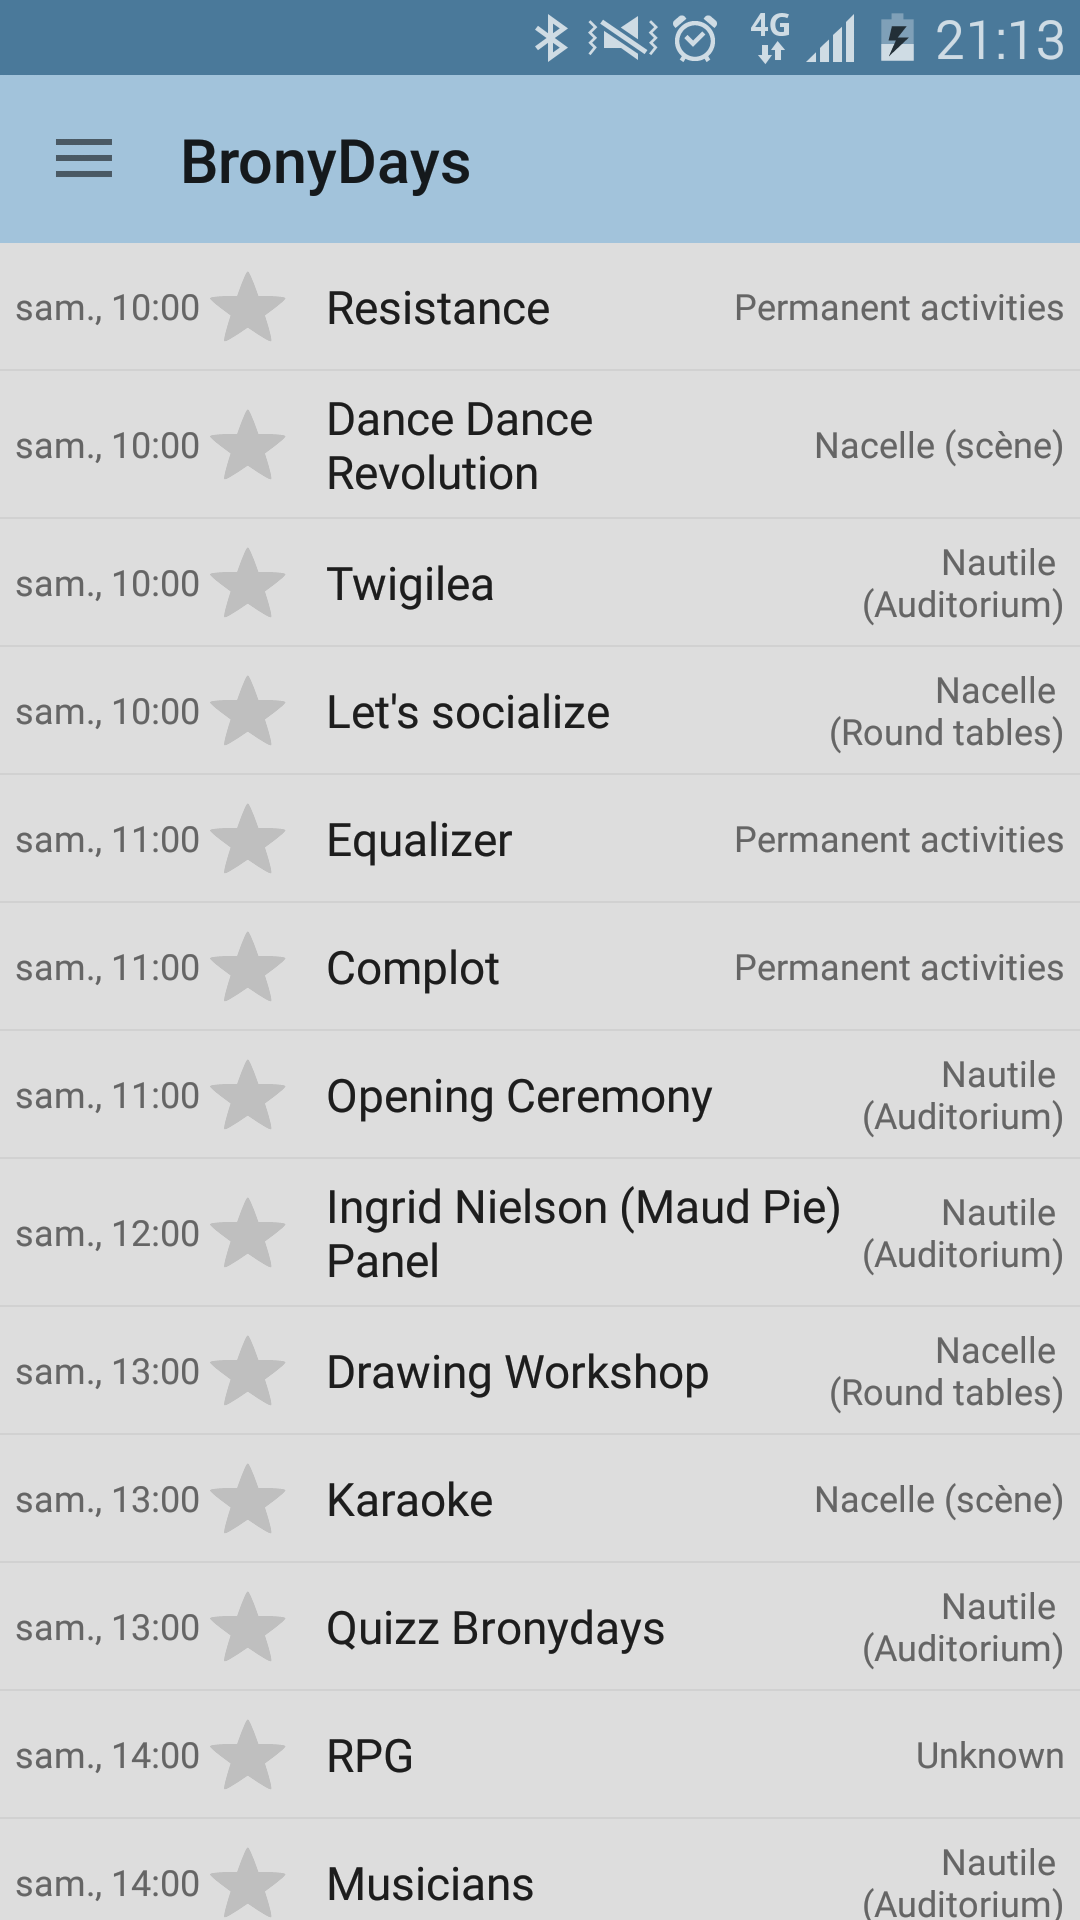 4G 21:13
BronyDays
sam., 10:00 Resistance Permanent activities
sam., 10:00 Dance Dance Revolution Nacelle (scène)
sam., 10:00 Twigilea Nautile (Auditorium)
sam., 10:00 Let's socialize Nacelle (Round tables)
sam., 11:00 Equalizer Permanent activities
sam., 11:00 Complot Permanent activities
sam., 11:00 Opening Ceremony Nautile (Auditorium)
sam., 12:00 Ingrid Nielson (Maud Pie) Panel Nautile (Auditorium)
sam., 13:00 Drawing Workshop Nacelle (Round tables)
sam., 13:00 Karaoke Nacelle (scène)
sam., 13:00 Quizz Bronydays Nautile (Auditorium)
sam., 14:00 RPG Unknown
sam., 14:00 Musicians Nautile (Auditorium)